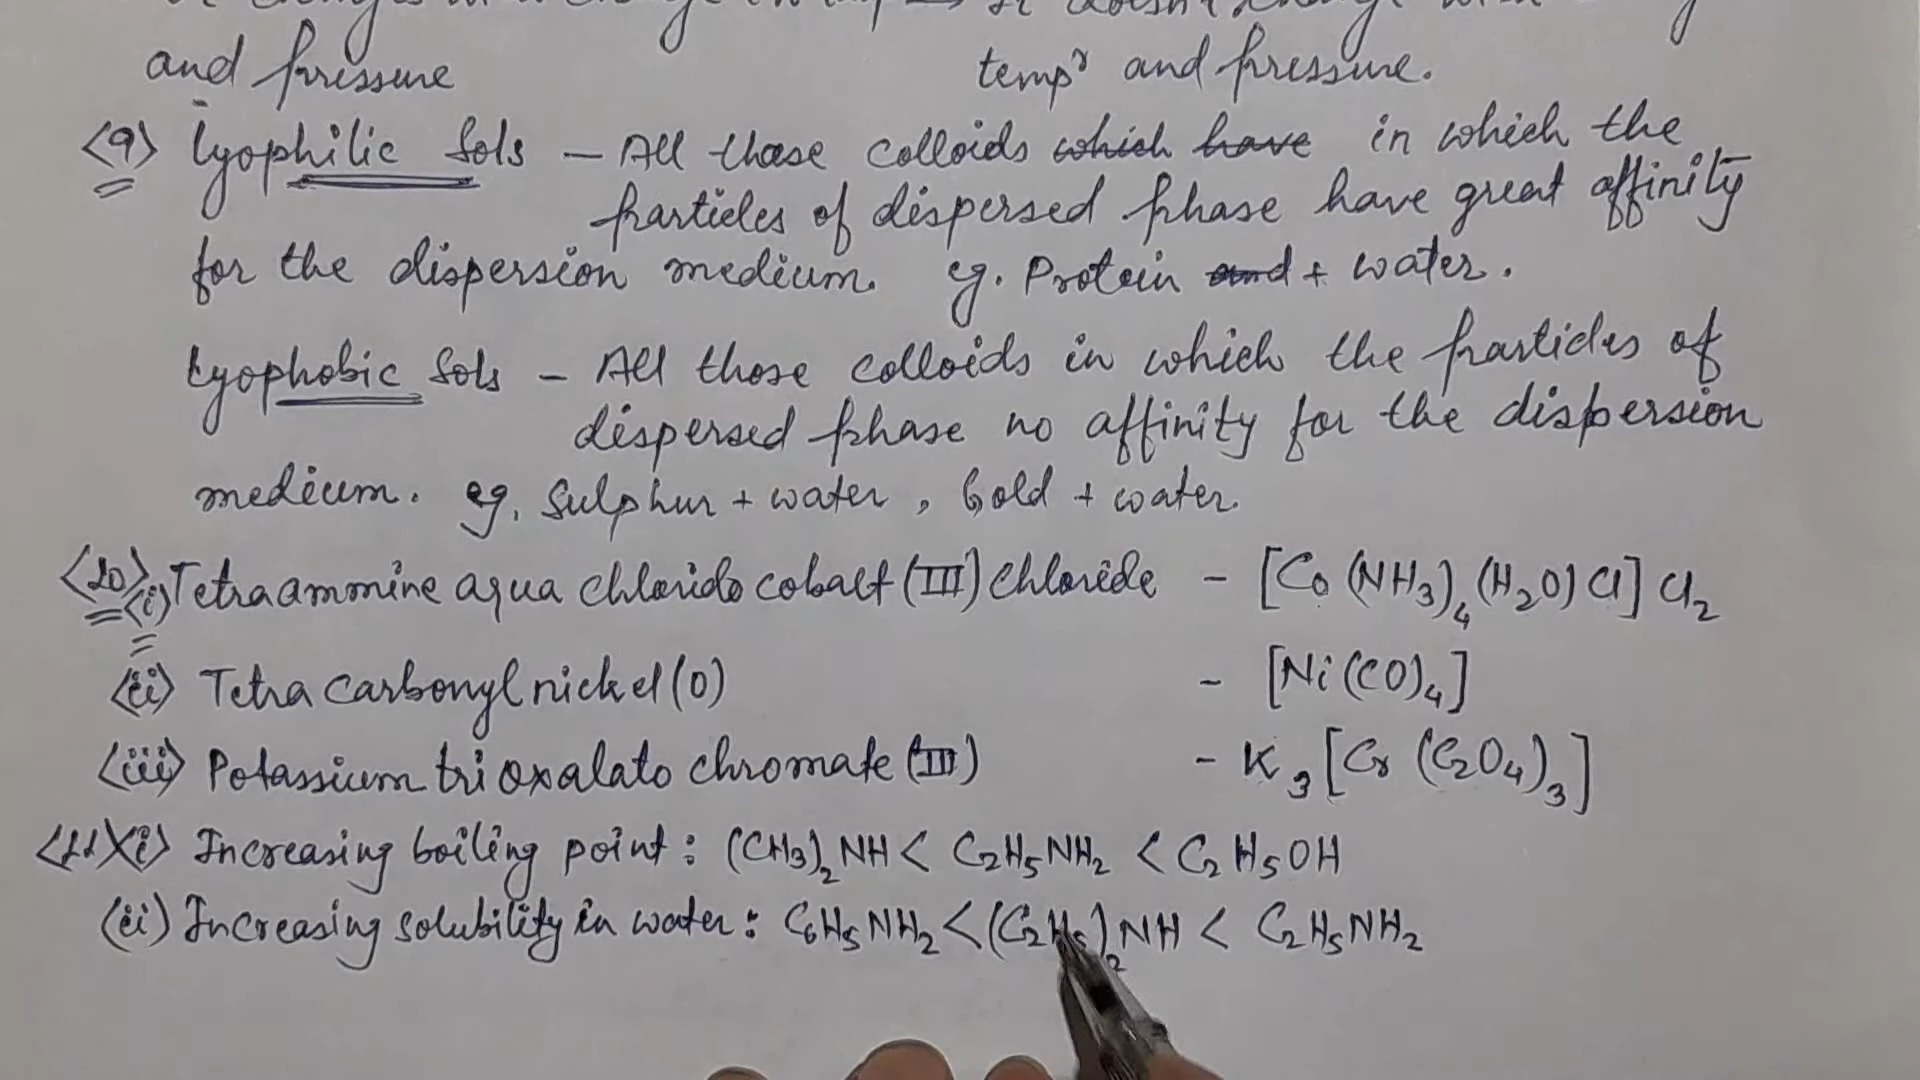 and pressure
tempr and pressure.
<9> Lyophilic Sols – All those colloids which have in which the
particles of dispersed phase have great affinity
for the dispersion medium. eg. Protein and + water.
Lyophobic Sols – All those colloids in which the particles of
dispersed phase no affinity for the dispersion
medium. eg. Sulphur + water , Gold + water.
<10> <i> Tetraammine aqua chlorido cobalt (III) chloride – [Co (NH3)4 (H2O) Cl] Cl2
<ii> Tetra carbonyl nickel (0) – [Ni (CO)4]
<iii> Potassium tri oxalato chromate (III) – K3 [Cr (C2O4)3]
<11><i> Increasing boiling point : (CH3)2 NH < C2H5NH2 < C2H5OH
(ii) Increasing solubility in water : C6H5NH2 < (C2H5)2NH < C2H5NH2